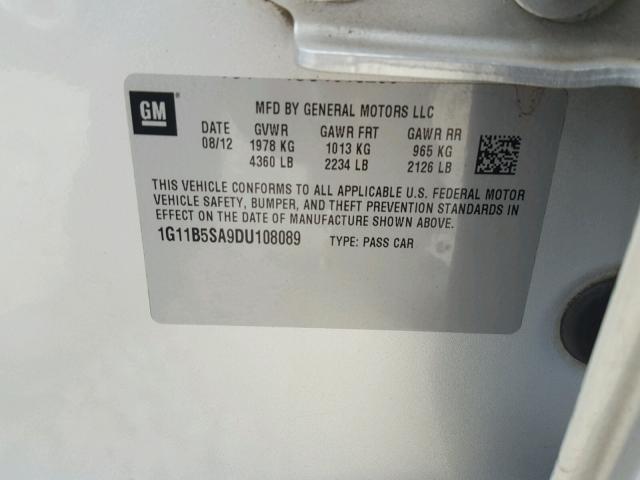 GM
MFD BY GENERAL MOTORS LLC
DATE GVWR GAWR FRT GAWR RR
08/12 1978 KG 1013 KG 965 KG
4360 LB 2234 LB 2126 LB
THIS VEHICLE CONFORMS TO ALL APPLICABLE U.S. FEDERAL MOTOR
VEHICLE SAFETY, BUMPER, AND THEFT PREVENTION STANDARDS IN
EFFECT ON THE DATE OF MANUFACTURE SHOWN ABOVE.
1G11B5SA9DU108089 TYPE: PASS CAR